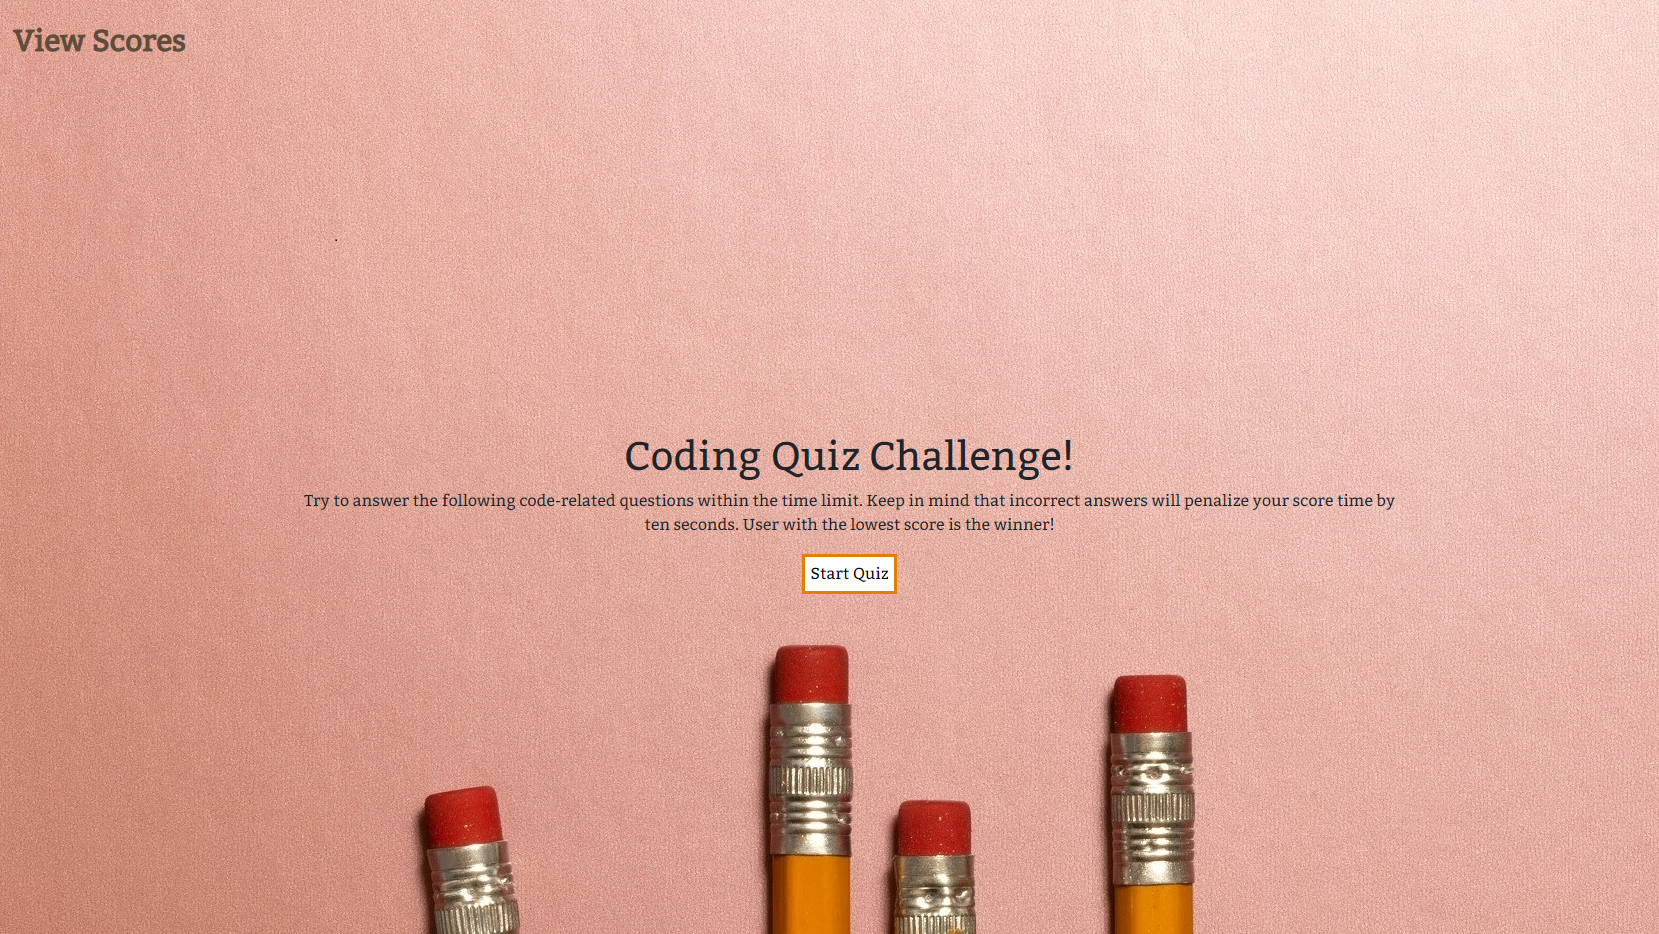 View Scores
Coding Quiz Challenge!
Try to answer the following code-related questions within the time limit. Keep in mind that incorrect answers will penalize your score time by
ten seconds. User with the lowest score is the winner!
Start Quiz